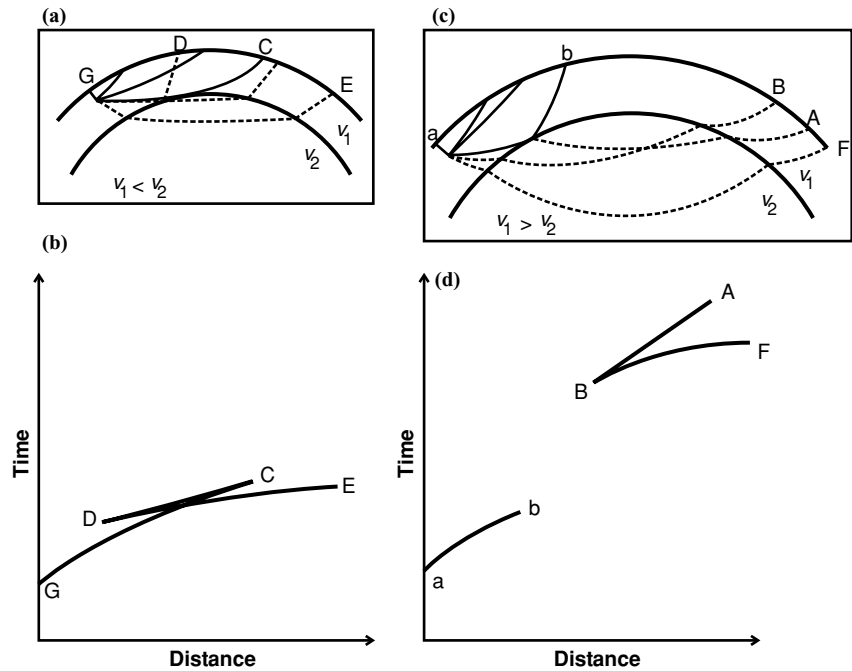 (a)
G
D
C
E
v1
v2
v1 < v2
(c)
a
b
B
A
F
v1
v2
v1 > v2
(b)
Time
G
D
C
E
Distance
(d)
Time
a
b
B
A
F
Distance